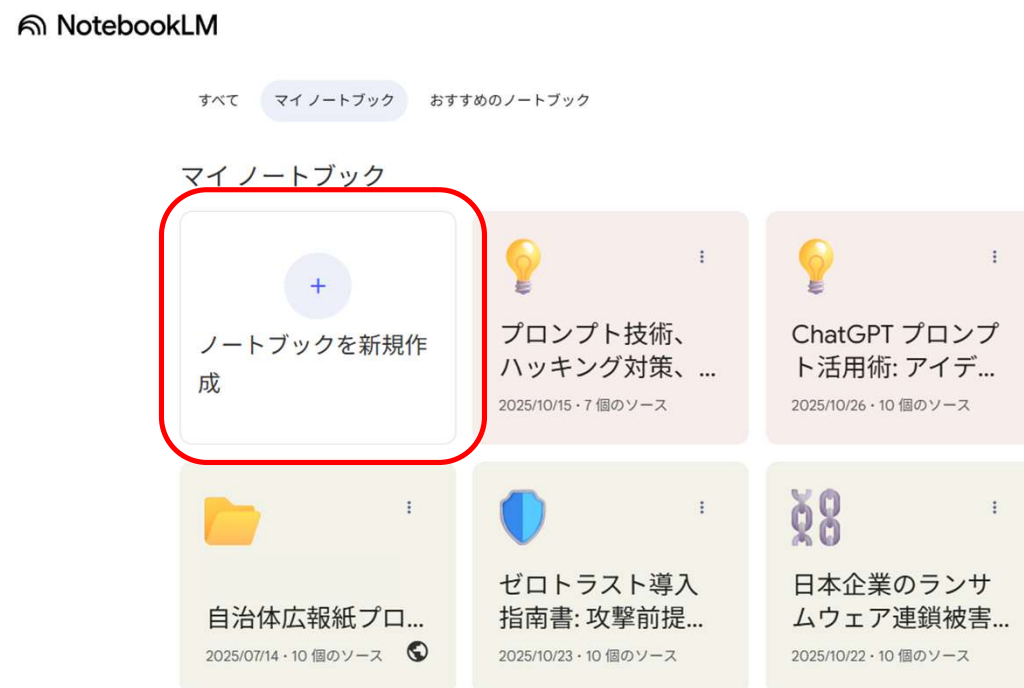 NotebookLM
すべて
マイ ノートブック
おすすめのノートブック
マイ ノートブック
ノートブックを新規作
成
プロンプト技術、
ハッキング対策、...
2025/10/15・7 個のソース
ChatGPT プロンプ
ト活用術: アイデ...
2025/10/26・10 個のソース
自治体広報紙プロ...
2025/07/14・10 個のソース
ゼロトラスト導入
指南書: 攻撃前提...
2025/10/23・10 個のソース
日本企業のランサ
ムウェア連鎖被害...
2025/10/22・10 個のソース